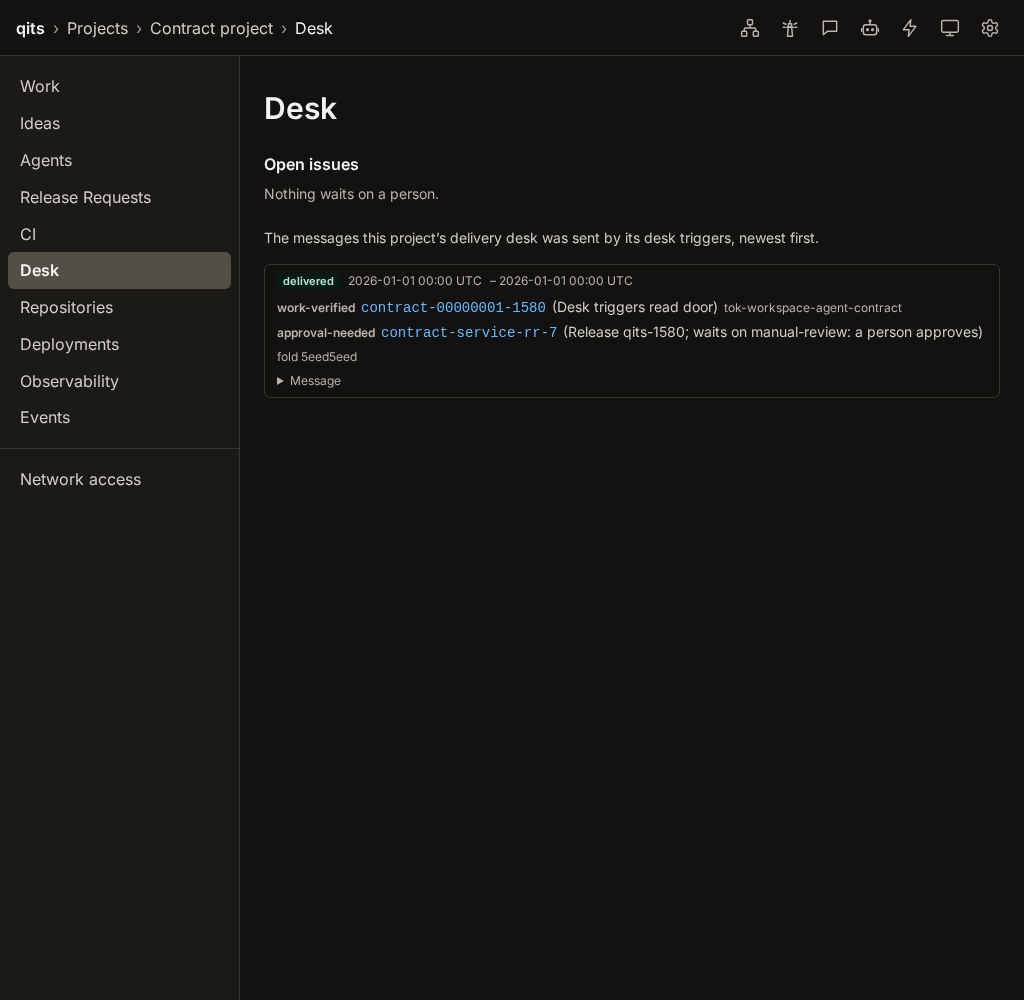 qits › Projects › Contract project › Desk
Work
Ideas
Agents
Release Requests
CI
Desk
Repositories
Deployments
Observability
Events
Network access
Desk
Open issues
Nothing waits on a person.
The messages this project’s delivery desk was sent by its desk triggers, newest first.
delivered 2026-01-01 00:00 UTC – 2026-01-01 00:00 UTC
work-verified contract-00000001-1580 (Desk triggers read door) tok-workspace-agent-contract
approval-needed contract-service-rr-7 (Release qits-1580; waits on manual-review: a person approves)
fold 5eed5eed
Message